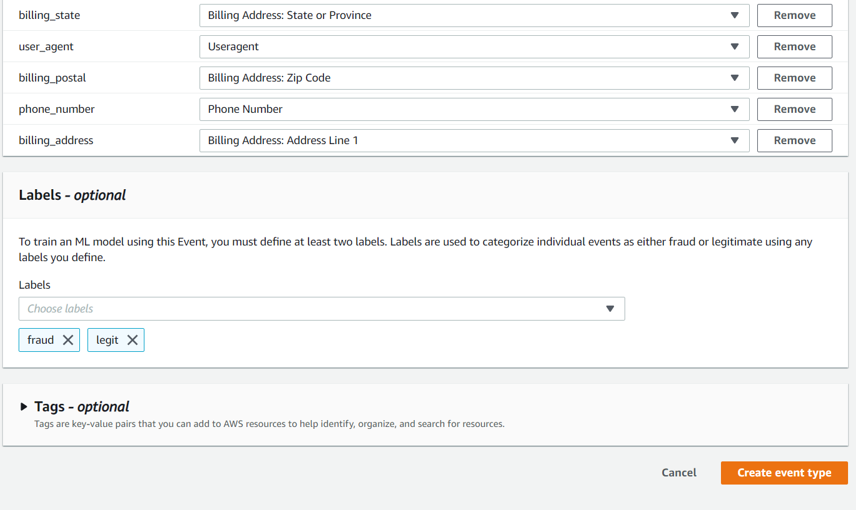 billing_state Billing Address: State or Province Remove
user_agent Useragent Remove
billing_postal Billing Address: Zip Code Remove
phone_number Phone Number Remove
billing_address Billing Address: Address Line 1 Remove
Labels - optional
To train an ML model using this Event, you must define at least two labels. Labels are used to categorize individual events as either fraud or legitimate using any
labels you define.
Labels
Choose labels
fraud legit
Tags - optional
Tags are key-value pairs that you can add to AWS resources to help identify, organize, and search for resources.
Cancel Create event type